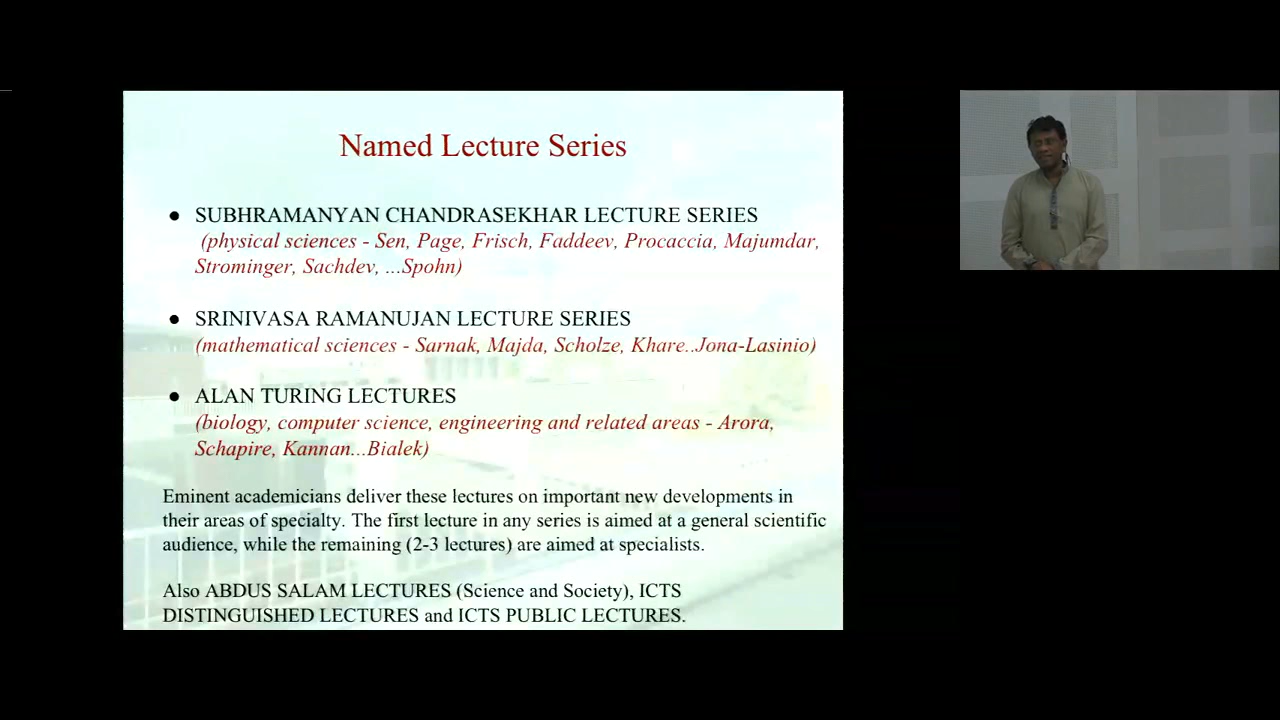 Named Lecture Series
● SUBHRAMANYAN CHANDRASEKHAR LECTURE SERIES
(physical sciences - Sen, Page, Frisch, Faddeev, Procaccia, Majumdar,
Strominger, Sachdev, ...Spohn)
● SRINIVASA RAMANUJAN LECTURE SERIES
(mathematical sciences - Sarnak, Majda, Scholze, Khare..Jona-Lasinio)
● ALAN TURING LECTURES
(biology, computer science, engineering and related areas - Arora,
Schapire, Kannan...Bialek)
Eminent academicians deliver these lectures on important new developments in
their areas of specialty. The first lecture in any series is aimed at a general scientific
audience, while the remaining (2-3 lectures) are aimed at specialists.
Also ABDUS SALAM LECTURES (Science and Society), ICTS
DISTINGUISHED LECTURES and ICTS PUBLIC LECTURES.